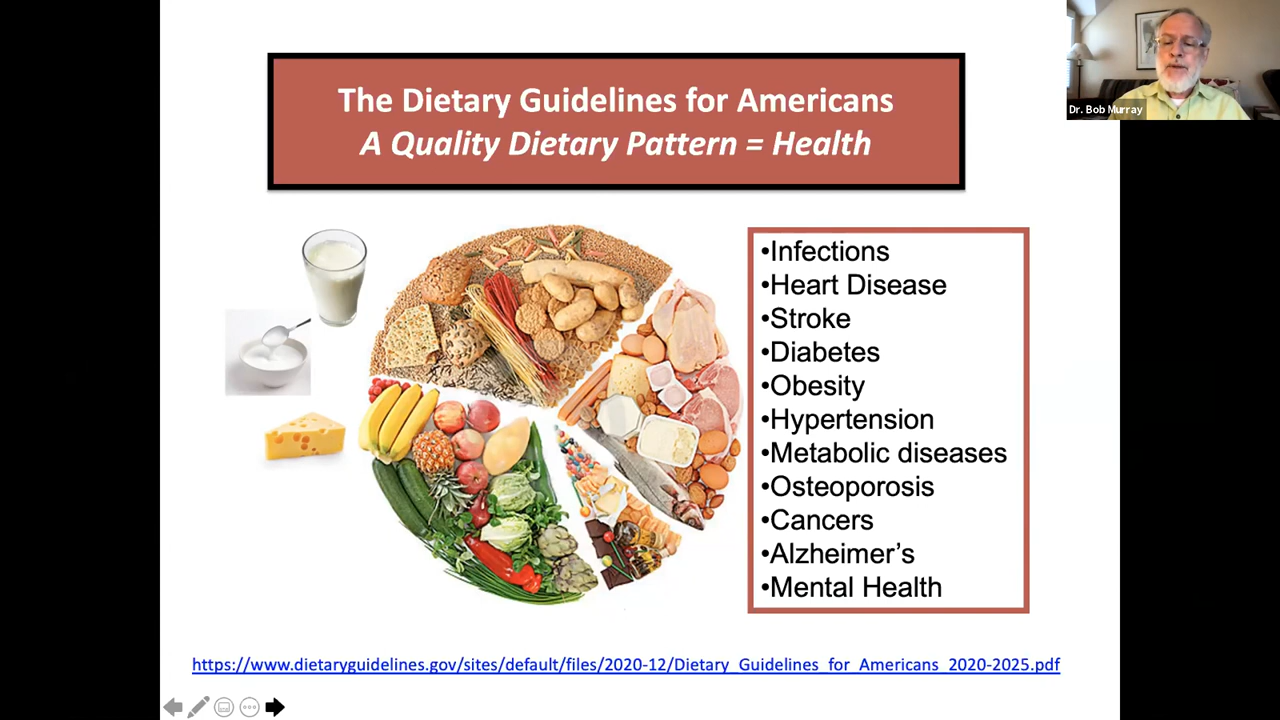 The Dietary Guidelines for Americans
A Quality Dietary Pattern = Health
Dr. Bob Murray
•Infections
•Heart Disease
•Stroke
•Diabetes
•Obesity
•Hypertension
•Metabolic diseases
•Osteoporosis
•Cancers
•Alzheimer’s
•Mental Health
https://www.dietaryguidelines.gov/sites/default/files/2020-12/Dietary_Guidelines_for_Americans_2020-2025.pdf